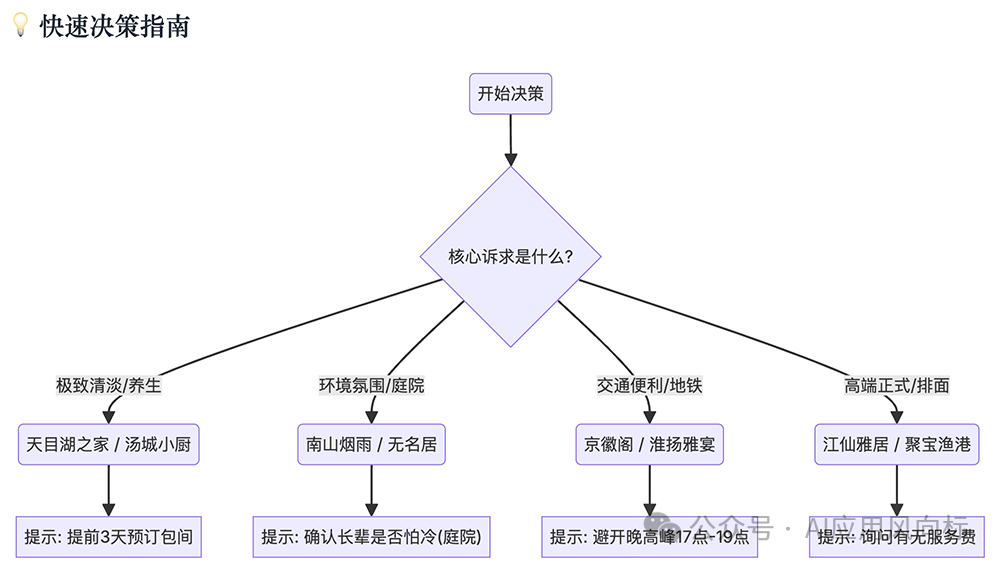 💡 快速决策指南
开始决策
核心诉求是什么?
极致清淡/养生
环境氛围/庭院
交通便利/地铁
高端正式/排面
天目湖之家 / 汤城小厨
南山烟雨 / 无名居
京徽阁 / 淮扬雅宴
江仙雅居 / 聚宝渔港
提示: 提前3天预订包间
提示: 确认长辈是否怕冷(庭院)
提示: 避开晚高峰17点-19点
提示: 询问有无服务费
公众号 · AI应用风向标